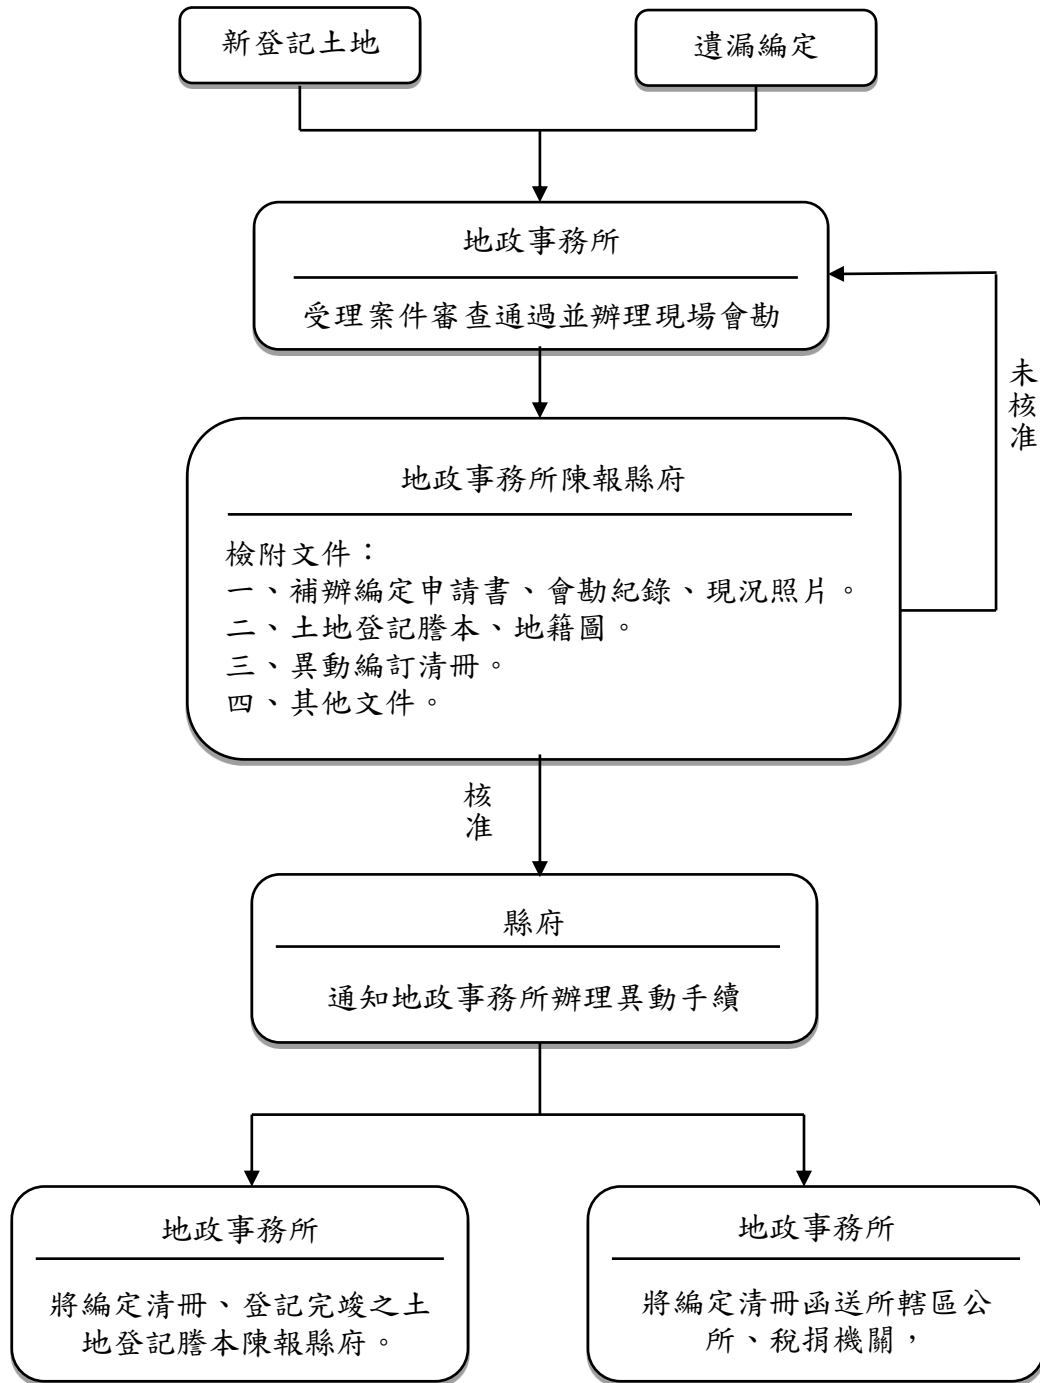 新登記土地
遺漏編定
地政事務所
受理案件審查通過並辦理現場會勘
未核准
地政事務所陳報縣府
檢附文件：
一、補辦編定申請書、會勘紀錄、現況照片。
二、土地登記謄本、地籍圖。
三、異動編訂清冊。
四、其他文件。
核准
縣府
通知地政事務所辦理異動手續
地政事務所
將編定清冊、登記完竣之土
地登記謄本陳報縣府。
地政事務所
將編定清冊函送所轄區公
所、稅捐機關，